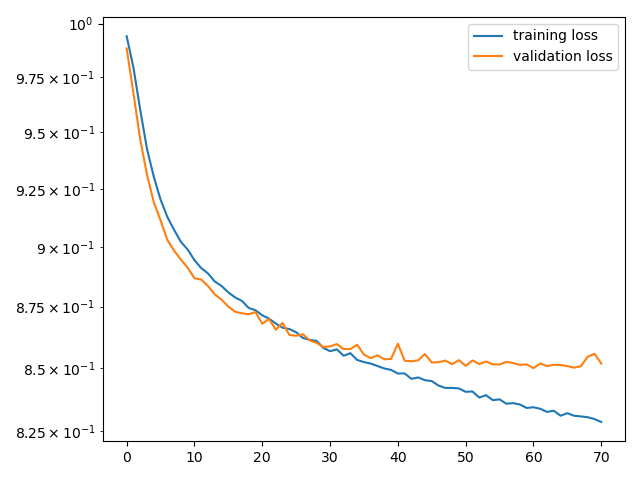 training loss
validation loss
10⁰
9.75 × 10⁻¹
9.5 × 10⁻¹
9.25 × 10⁻¹
9 × 10⁻¹
8.75 × 10⁻¹
8.5 × 10⁻¹
8.25 × 10⁻¹
0 10 20 30 40 50 60 70